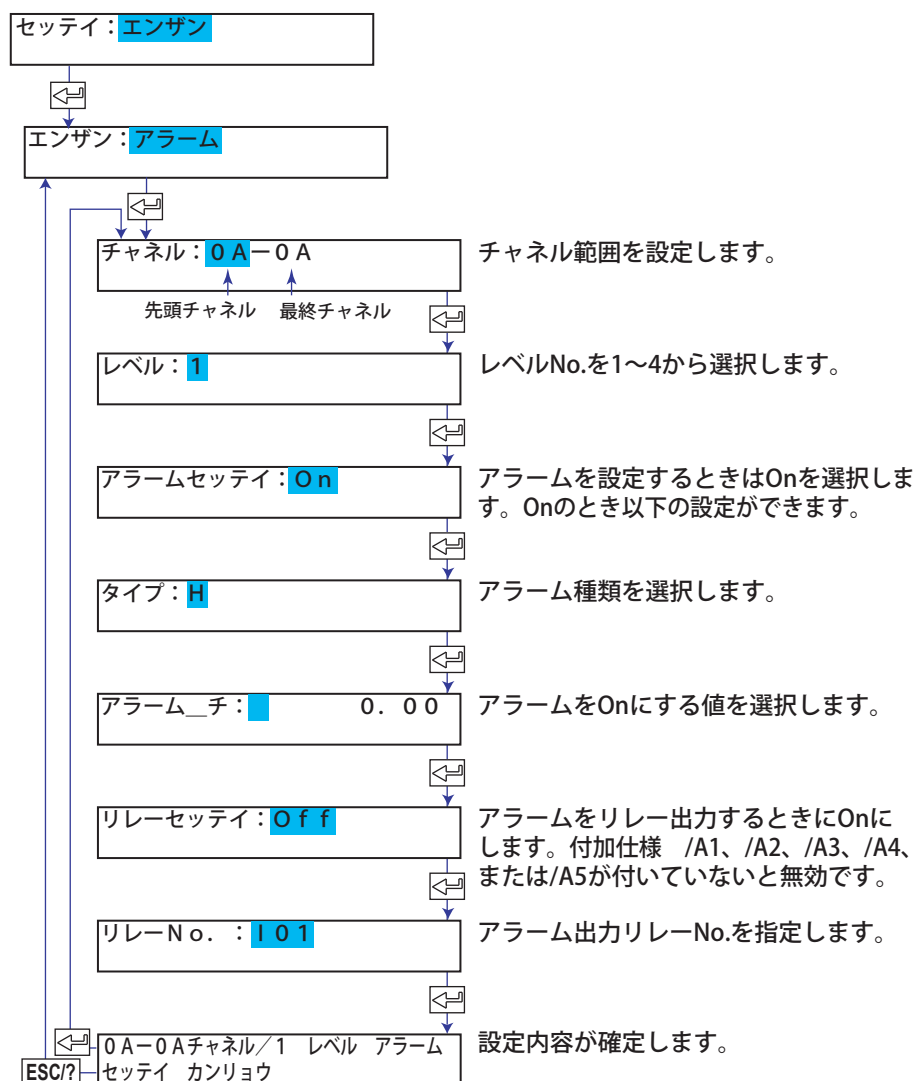 セッテイ：エンザン
エンザン：アラーム
チャネル：０Ａ－０Ａ
チャネル範囲を設定します。
先頭チャネル　最終チャネル
レベル：１
レベルNo.を1～4から選択します。
アラームセッテイ：Ｏｎ
アラームを設定するときはOnを選択しま
す。Onのとき以下の設定ができます。
タイプ：Ｈ
アラーム種類を選択します。
アラーム＿チ：　０．００
アラームをOnにする値を選択します。
リレーセッテイ：Ｏｆｆ
アラームをリレー出力するときにOnに
します。付加仕様　/A1、/A2、/A3、/A4、
または/A5が付いていないと無効です。
リレーＮｏ．：Ｉ０１
アラーム出力リレーNo.を指定します。
０Ａ－０Ａチャネル／１　レベル　アラーム
セッテイ　カンリョウ
設定内容が確定します。
ESC/?